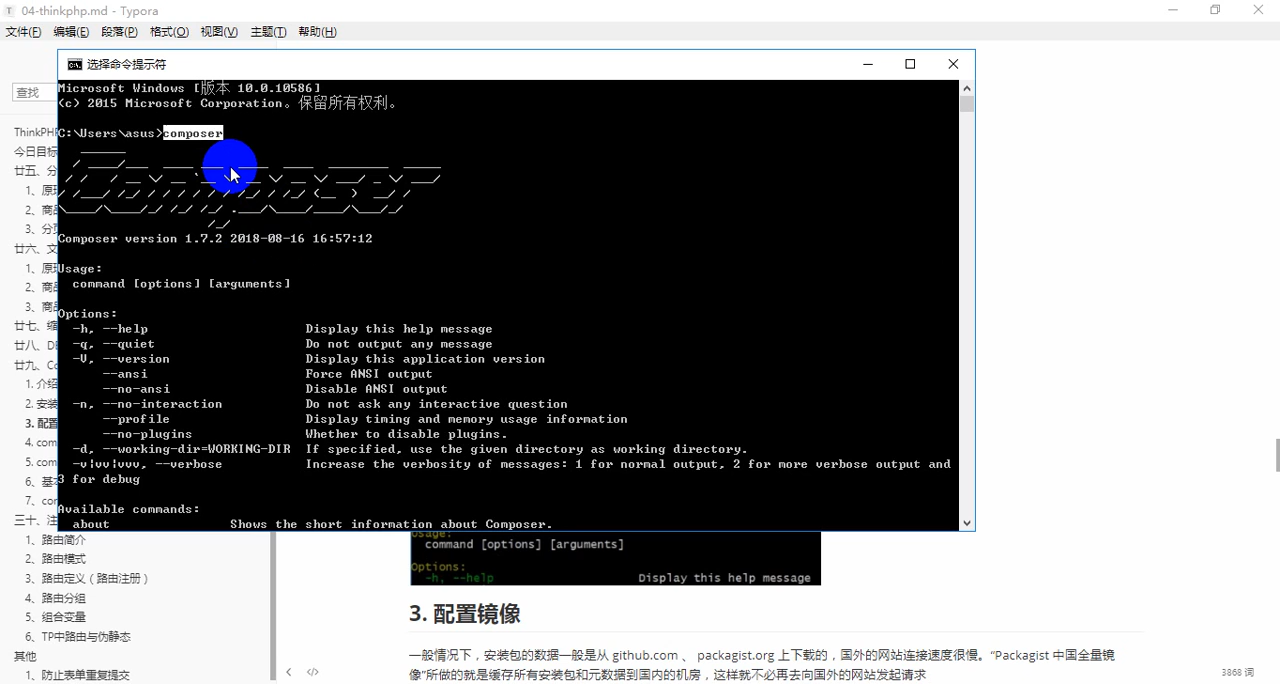 04-thinkphp.md - Typora
文件(F) 编辑(E) 段落(P) 格式(O) 视图(V) 主题(T) 帮助(H)
选择命令提示符
查找
Microsoft Windows [版本 10.0.10586]
(c) 2015 Microsoft Corporation。保留所有权利。
C:\Users\asus>composer
Composer
Composer version 1.7.2 2018-08-16 16:57:12
Usage:
command [options] [arguments]
Options:
-h, --help Display this help message
-q, --quiet Do not output any message
-V, --version Display this application version
--ansi Force ANSI output
--no-ansi Disable ANSI output
-n, --no-interaction Do not ask any interactive question
--profile Display timing and memory usage information
--no-plugins Whether to disable plugins.
-d, --working-dir=WORKING-DIR If specified, use the given directory as working directory.
-v|vv|vvv, --verbose Increase the verbosity of messages: 1 for normal output, 2 for more verbose output and
3 for debug
Available commands:
about Shows the short information about Composer.
ThinkPH
今日目标
廿五、分
1、原
2、商
3、分
廿六、文
1、原
2、商
3、商
廿七、缩
廿八、
廿九、Co
1. 介绍
2. 安装
3. 配置
4. com
5. com
6、基
7、cor
三十、注
1、路由简介
2、路由模式
3、路由定义（路由注册）
4、路由分组
5、组合变量
6、TP中路由与伪静态
其他
1、防止表单重复提交
Usage:
command [options] [arguments]
Options:
-h, --help Display this help message
3. 配置镜像
一般情况下，安装包的数据一般是从 github.com 、 packagist.org 上下载的，国外的网站连接速度很慢。“Packagist 中国全量镜
像”所做的就是缓存所有安装包和元数据到国内的机房，这样就不必再去向国外的网站发起请求
3868 词